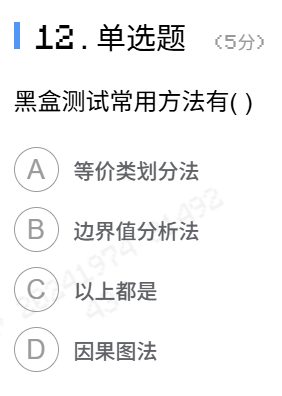 12.单选题 (5分)
黑盒测试常用方法有( )
A 等价类划分法
B 边界值分析法
C 以上都是
D 因果图法